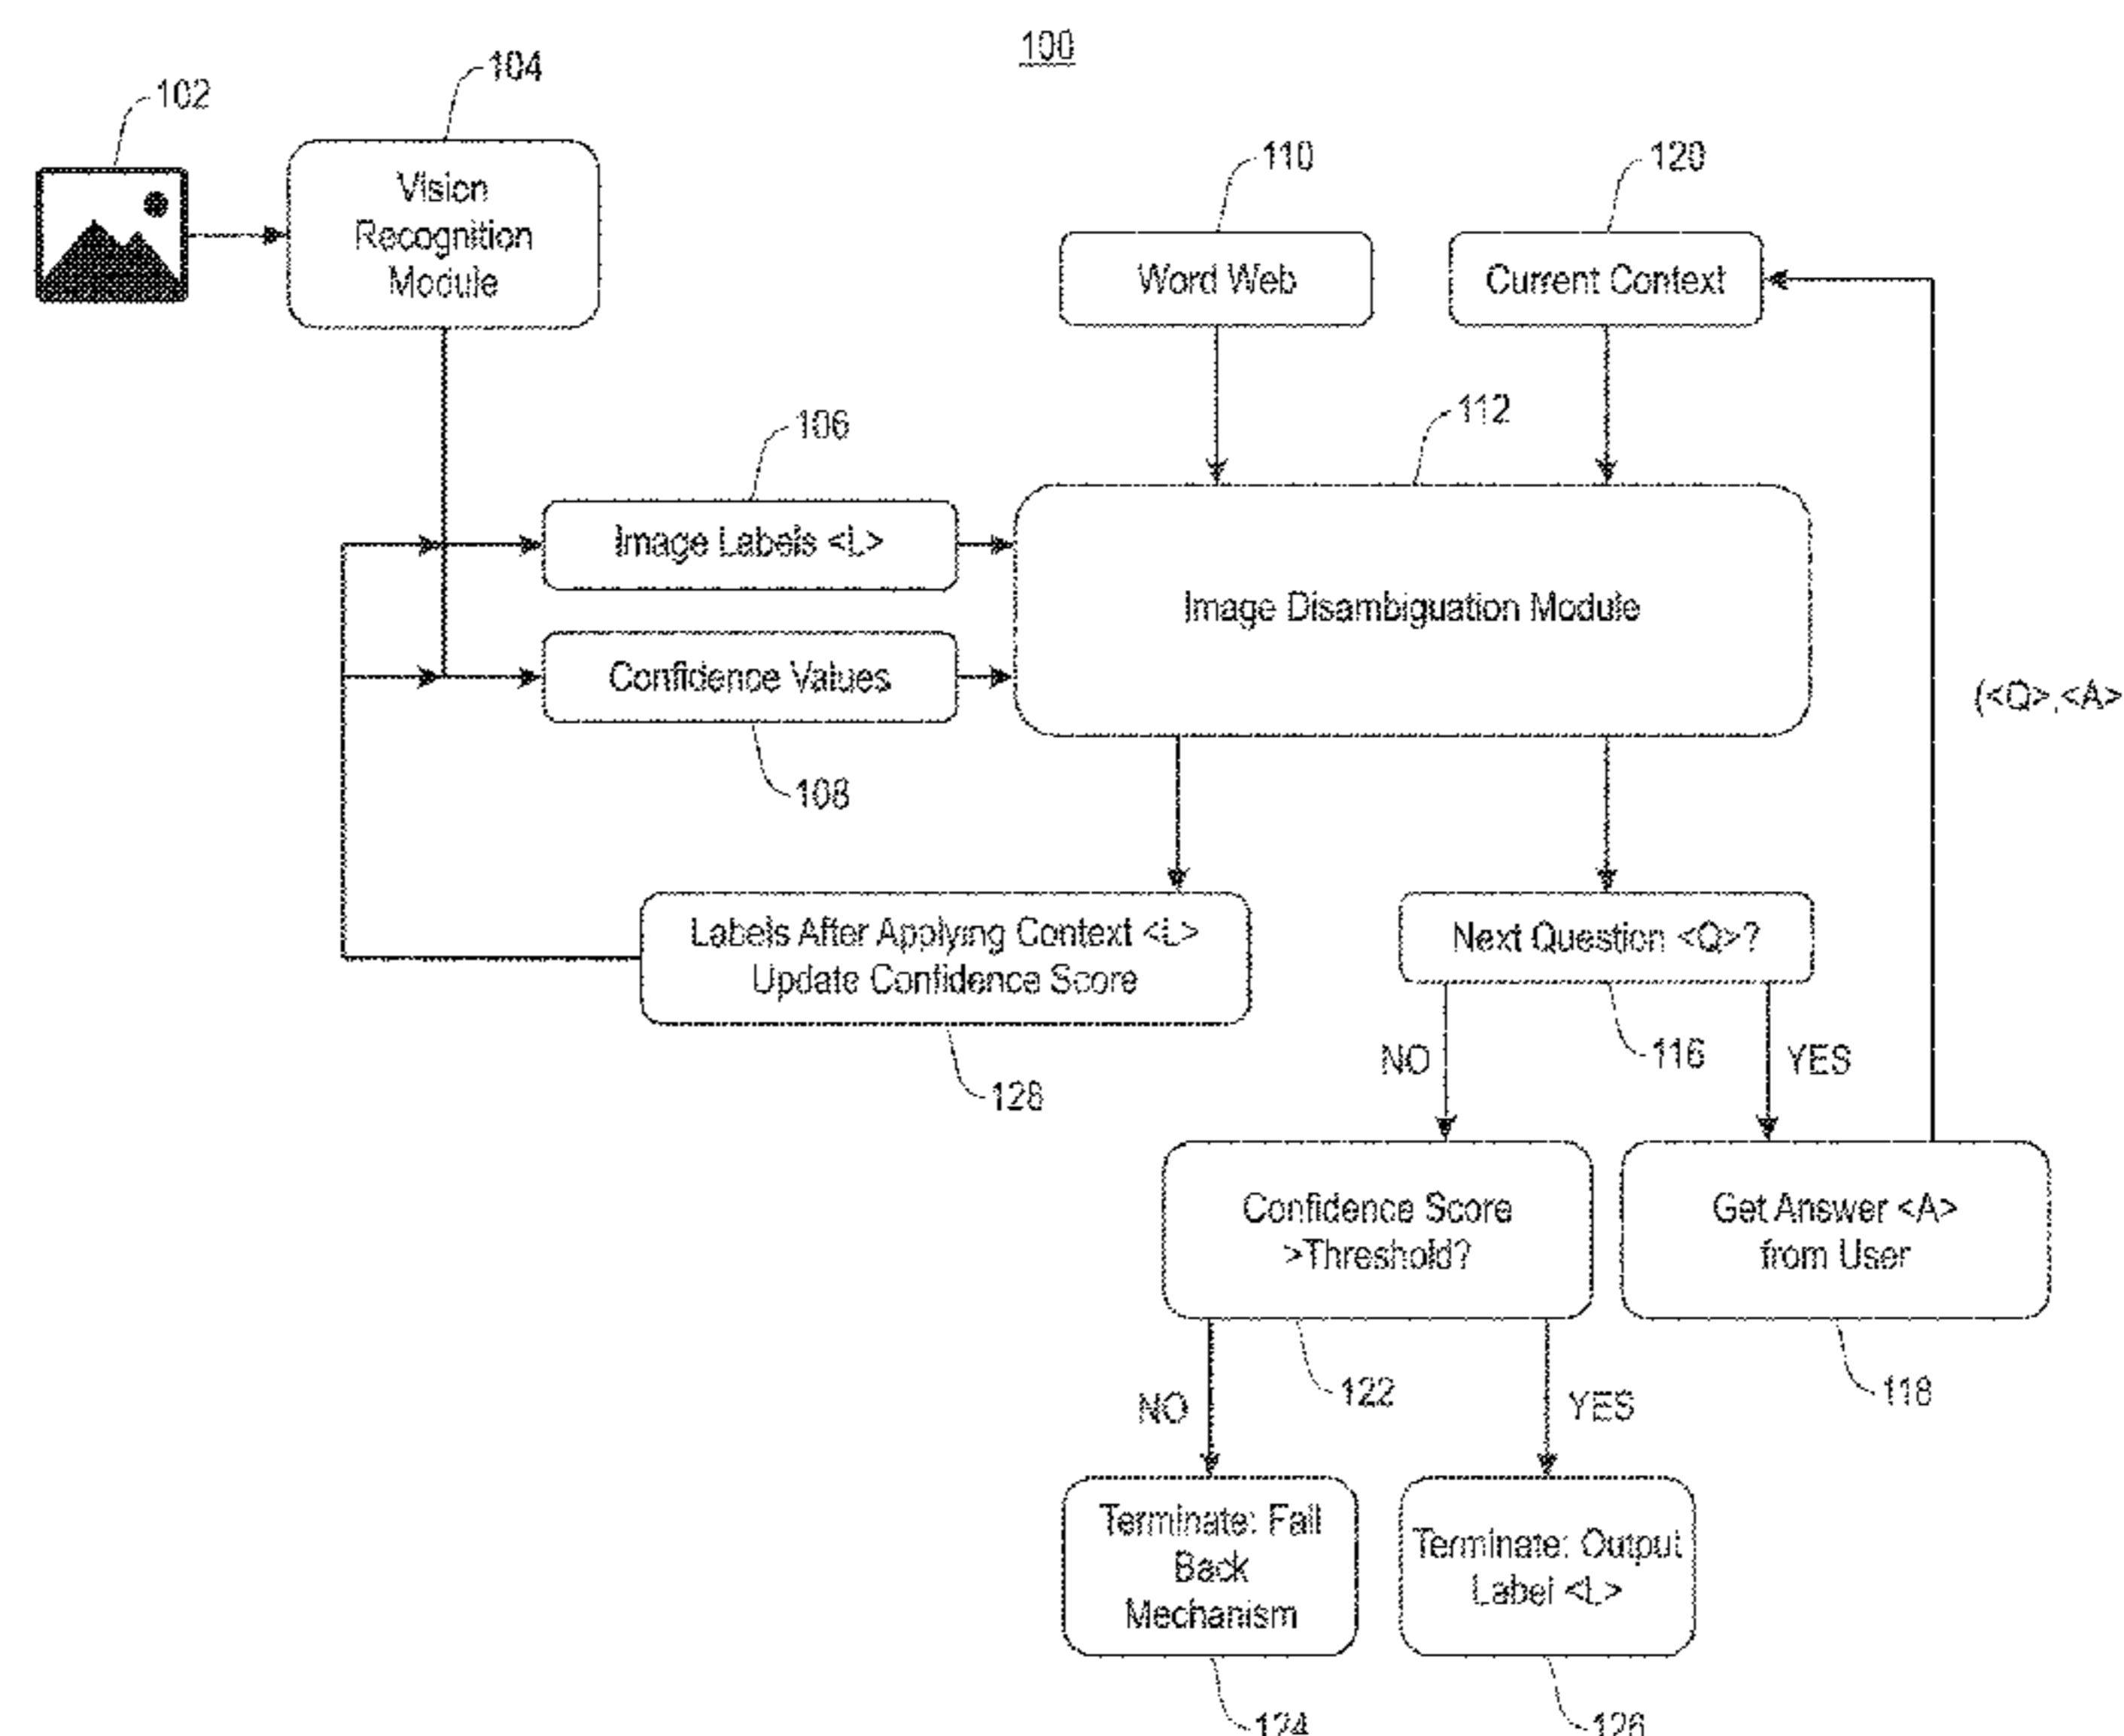 100
102
104
Vision
Recognition
Module
110
120
Word Web
Current Context
106
112
Image Labels <L>
Image Disambiguation Module
Confidence Values
(<Q>,<A>
108
Labels After Applying Context <L>
Update Confidence Score
Next Question <Q>?
128
NO
116
YES
Confidence Score
>Threshold?
Get Answer <A>
from User
NO
122
YES
118
Terminate: Fail
Back
Mechanism
Terminate: Output
Label <L>
124
126